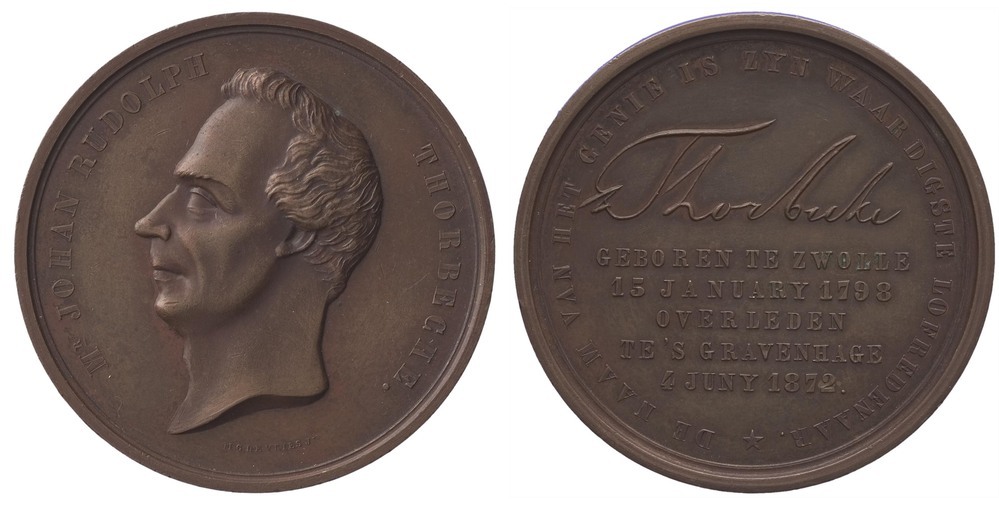 Mr JOHAN RUDOLPH THORBECKE.
DE NAAM VAN HET GENIE IS ZYN WAARDIGSTE LOFREDENAAR.
Thorbecke
GEBOREN TE ZWOLLE
15 JANUARY 1798
OVERLEDEN
TE 'S GRAVENHAGE
4 JUNY 1872.